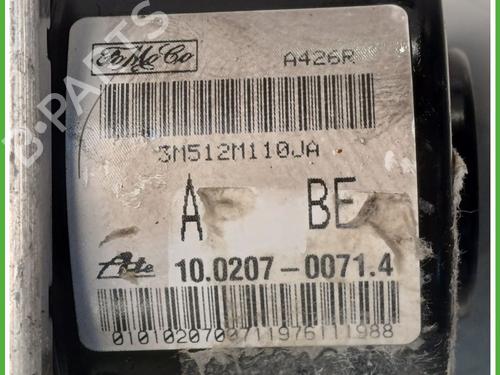 FoMoCo A426R
3M512M110JA
A BE
Ate 10.0207-0071.4
0101020700711976111988
B-PARTS